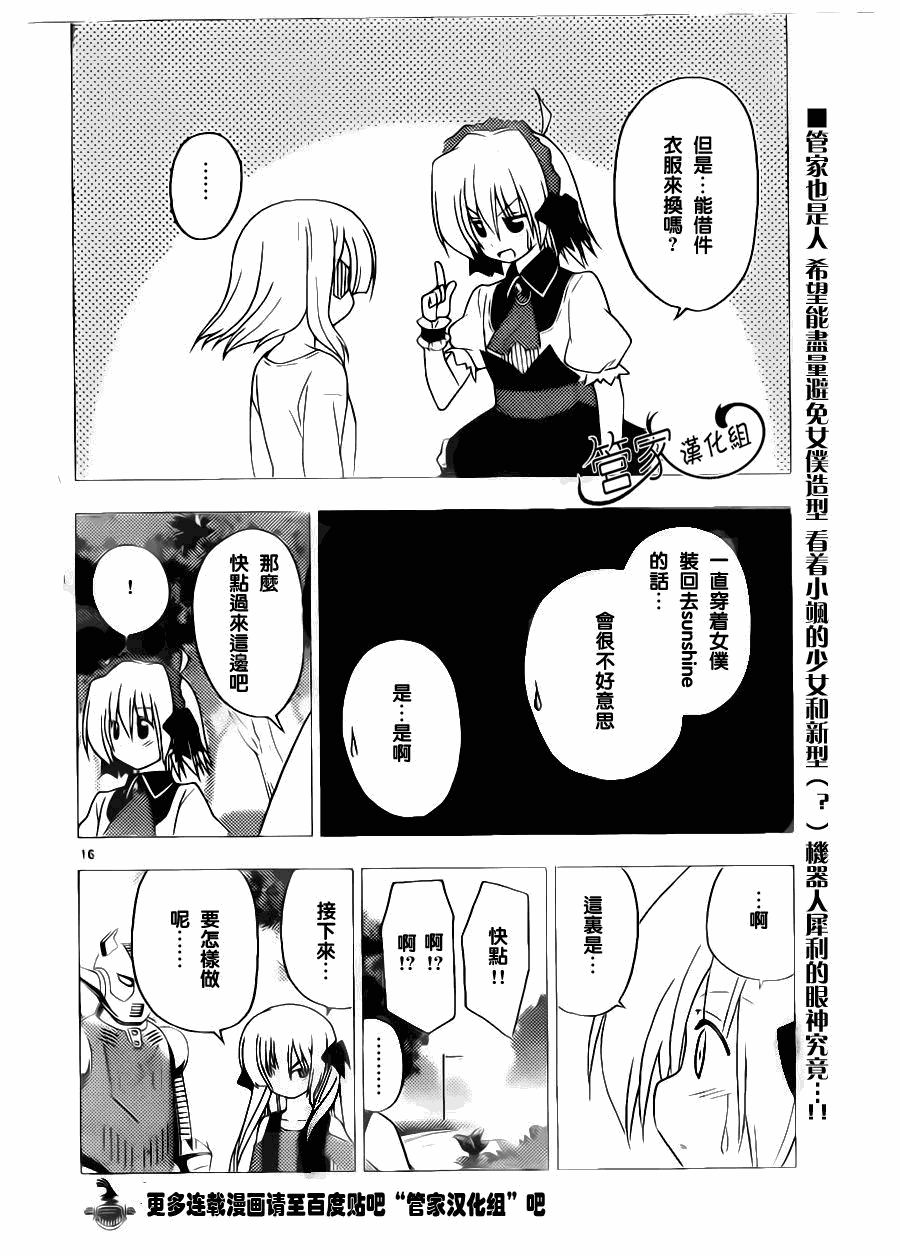 但是…能借件
衣服來換嗎?
……
管家
漢化組
一直穿着女僕
裝回去sunshine
的話…
會很不好意思
是…是啊
那麼
快點過來這邊吧
!
16
…啊
這裏是…
快點!!
啊!?
啊!?
……
接下來…
要怎樣做
呢……
■管家也是人 希望能盡量避免女僕造型 看着小颯的少女和新型(?)機器人犀利的眼神究竟…!!
更多连载漫画请至百度贴吧“管家汉化组”吧